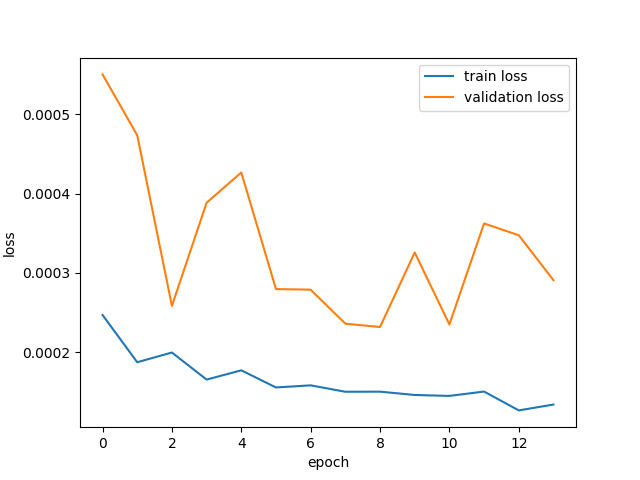 train loss
validation loss
0.0005
0.0004
0.0003
0.0002
loss
0 2 4 6 8 10 12
epoch